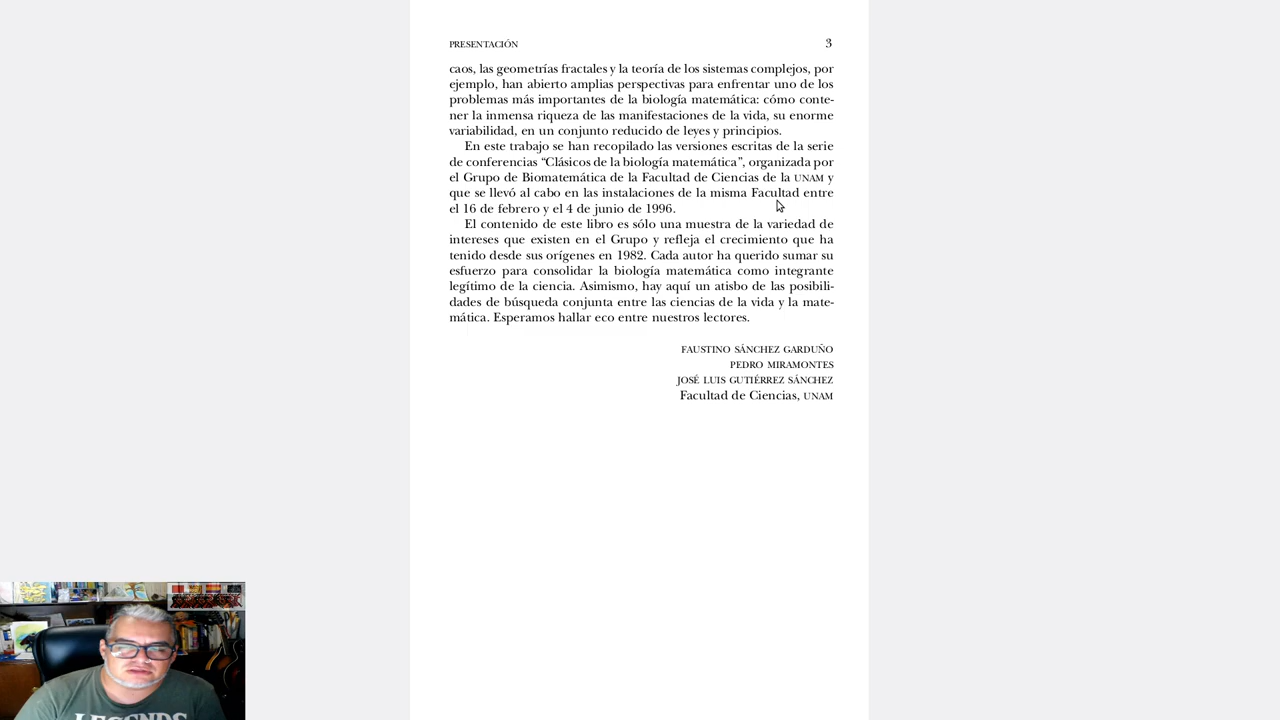 PRESENTACIÓN 3
caos, las geometrías fractales y la teoría de los sistemas complejos, por
ejemplo, han abierto amplias perspectivas para enfrentar uno de los
problemas más importantes de la biología matemática: cómo conte-
ner la inmensa riqueza de las manifestaciones de la vida, su enorme
variabilidad, en un conjunto reducido de leyes y principios.
En este trabajo se han recopilado las versiones escritas de la serie
de conferencias “Clásicos de la biología matemática”, organizada por
el Grupo de Biomatemática de la Facultad de Ciencias de la UNAM y
que se llevó al cabo en las instalaciones de la misma Facultad entre
el 16 de febrero y el 4 de junio de 1996.
El contenido de este libro es sólo una muestra de la variedad de
intereses que existen en el Grupo y refleja el crecimiento que ha
tenido desde sus orígenes en 1982. Cada autor ha querido sumar su
esfuerzo para consolidar la biología matemática como integrante
legítimo de la ciencia. Asimismo, hay aquí un atisbo de las posibili-
dades de búsqueda conjunta entre las ciencias de la vida y la mate-
mática. Esperamos hallar eco entre nuestros lectores.
FAUSTINO SÁNCHEZ GARDUÑO
PEDRO MIRAMONTES
JOSÉ LUIS GUTIÉRREZ SÁNCHEZ
Facultad de Ciencias, UNAM
LEGENDS